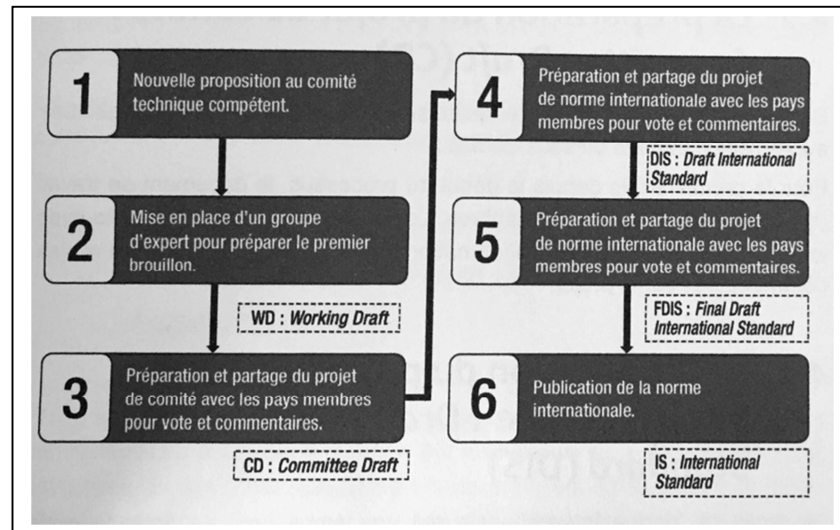 1
Nouvelle proposition au comité
technique compétent.
2
Mise en place d'un groupe
d'expert pour préparer le premier
brouillon.
WD : Working Draft
3
Préparation et partage du projet
de comité avec les pays membres
pour vote et commentaires.
CD : Committee Draft
4
Préparation et partage du projet
de norme internationale avec les pays
membres pour vote et commentaires.
DIS : Draft International
Standard
5
Préparation et partage du projet
de norme internationale avec les pays
membres pour vote et commentaires.
FDIS : Final Draft
International Standard
6
Publication de la norme
internationale.
IS : International
Standard